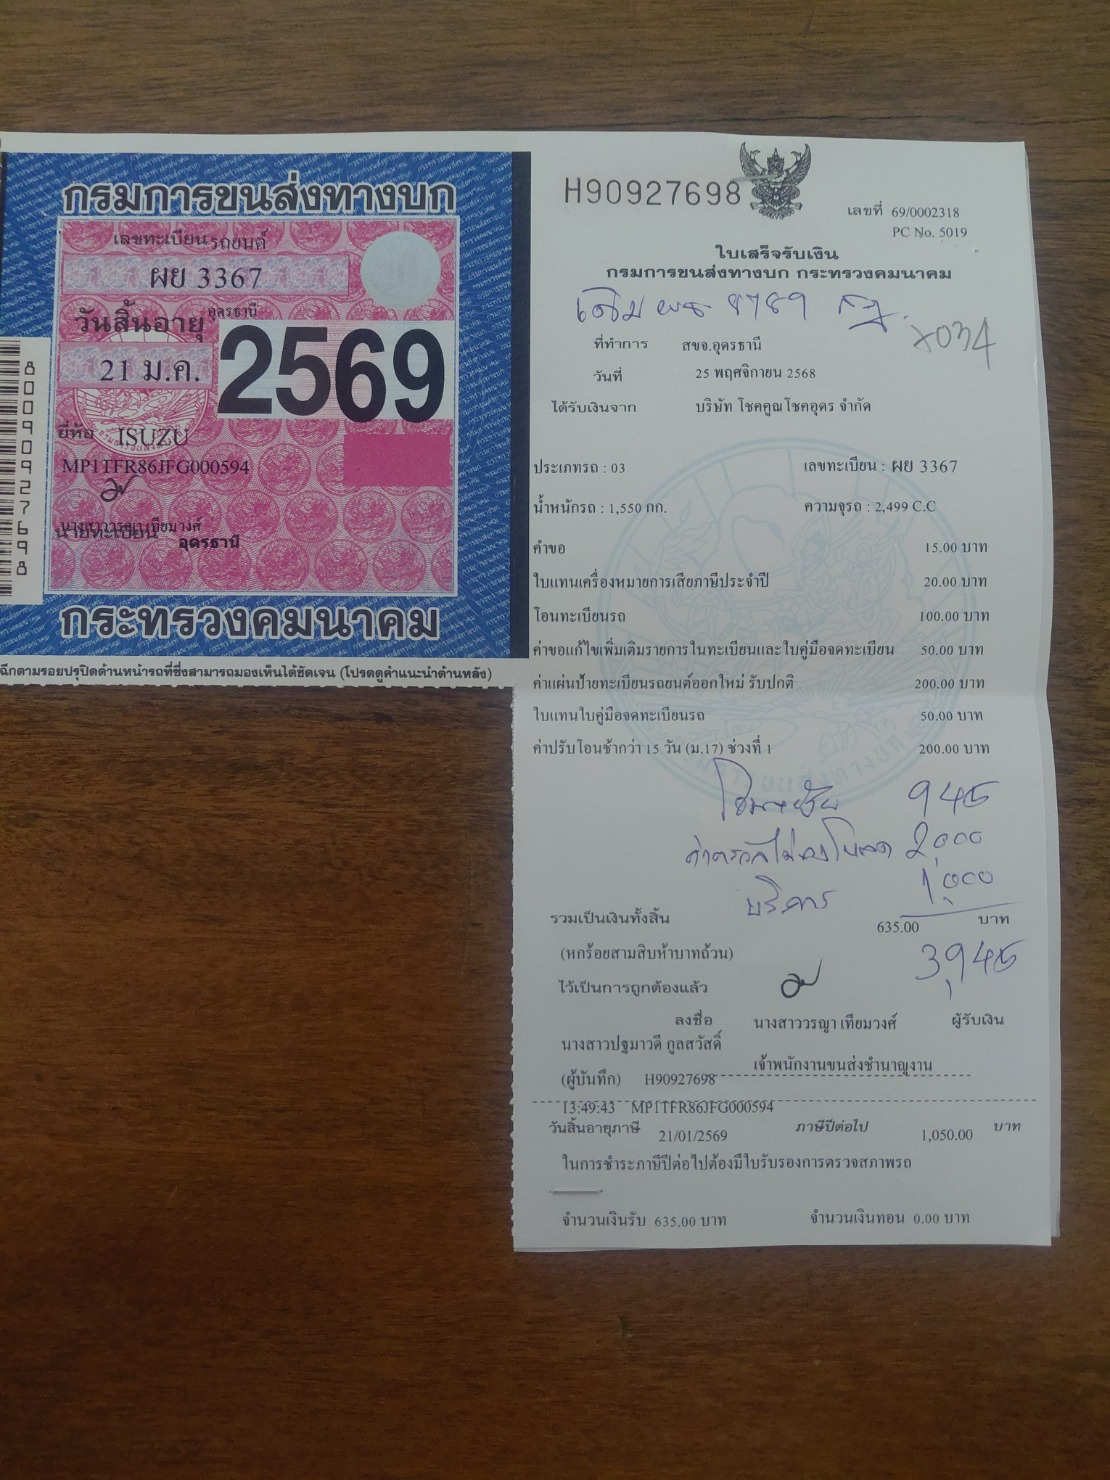 กรมการขนส่งทางบก
เลขทะเบียน รถยนต์
ผย 3367
อุดรธานี
วันสิ้นอายุ
21 ม.ค.
2569
ยี่ห้อ ISUZU
MP1TFR86JFG000594
นางสาววรญา เทียมวงศ์
นายทะเบียน อุดรธานี
กระทรวงคมนาคม
ฉีกตามรอยปรุปิดด้านหน้ารถที่ซึ่งสามารถมองเห็นได้ชัดเจน (โปรดดูคำแนะนำด้านหลัง)
800909927698
H90927698
เลขที่ 69/0002318
PC No. 5019
ใบเสร็จรับเงิน
กรมการขนส่งทางบก กระทรวงคมนาคม
เดิม 8789
ที่ทำการ สขจ.อุดรธานี
วันที่ 25 พฤศจิกายน 2568
ได้รับเงินจาก บริษัท โชคคูณโชคอุดร จำกัด
ประเภทรถ : 03 เลขทะเบียน : ผย 3367
น้ำหนักรถ : 1,550 กก. ความจุรถ : 2,499 C.C
คำขอ 15.00 บาท
ใบแทนเครื่องหมายการเสียภาษีประจำปี 20.00 บาท
โอนทะเบียนรถ 100.00 บาท
ค่าขอแก้ไขเพิ่มเติมรายการในทะเบียนและใบคู่มือจดทะเบียน 50.00 บาท
ค่าแผ่นป้ายทะเบียนรถยนต์ออกใหม่ รับปกติ 200.00 บาท
ใบแทนใบคู่มือจดทะเบียนรถ 50.00 บาท
ค่าปรับโอนช้ากว่า 15 วัน (ม.17) ช่วงที่ 1 200.00 บาท
945
2,000
บริการ 1,000
รวมเป็นเงินทั้งสิ้น 635.00 บาท
(หกร้อยสามสิบห้าบาทถ้วน) 3,945
ไว้เป็นการถูกต้องแล้ว
ลงชื่อ นางสาววรญา เทียมวงศ์ ผู้รับเงิน
นางสาวปฐมาวดี กูลสวัสดิ์
เจ้าพนักงานขนส่งชำนาญงาน
(ผู้บันทึก) H90927698
13:49:43 MP1TFR86JFG000594
วันสิ้นอายุภาษี 21/01/2569 ภาษีปีต่อไป 1,050.00 บาท
ในการชำระภาษีปีต่อไปต้องมีใบรับรองการตรวจสภาพรถ
จำนวนเงินรับ 635.00 บาท จำนวนเงินทอน 0.00 บาท